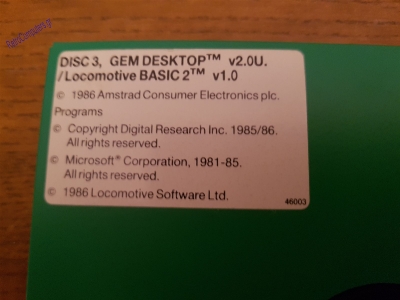 DISC 3, GEM DESKTOP™ v2.0U.
/Locomotive BASIC 2™ v1.0
© 1986 Amstrad Consumer Electronics plc.
Programs
© Copyright Digital Research Inc. 1985/86.
All rights reserved.
© Microsoft® Corporation, 1981-85.
All rights reserved.
© 1986 Locomotive Software Ltd.
46003